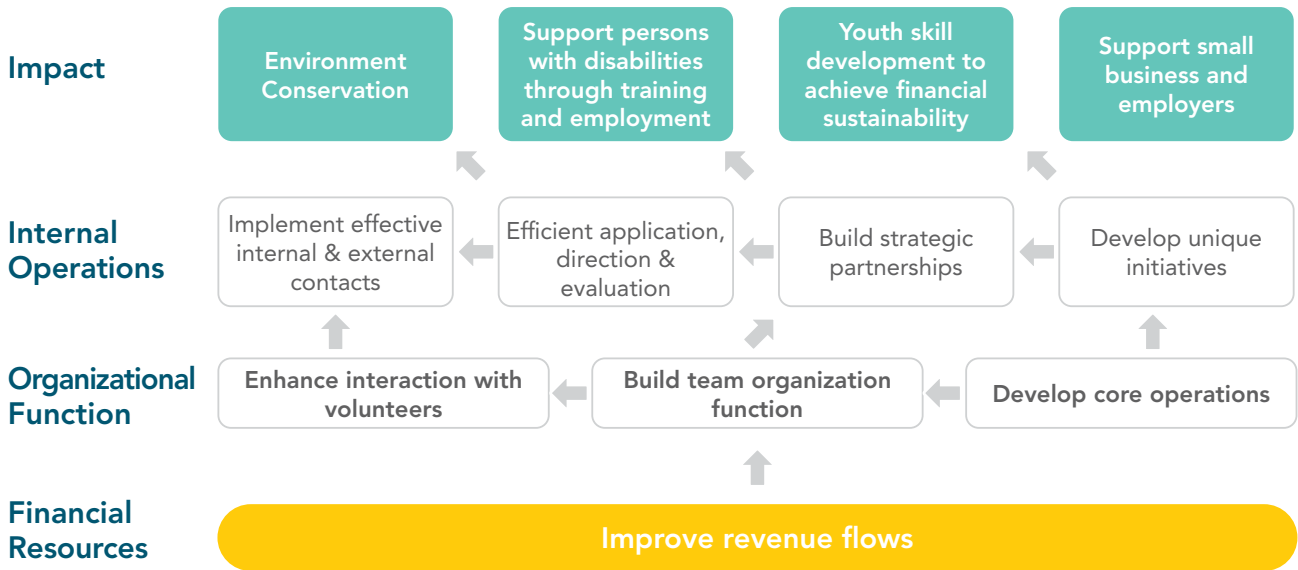 Impact
Environment
Conservation
Support persons
with disabilities
through training
and employment
Youth skill
development to
achieve financial
sustainability
Support small
business and
employers
Internal
Operations
Implement effective
internal & external
contacts
Efficient application,
direction &
evaluation
Build strategic
partnerships
Develop unique
initiatives
Organizational
Function
Enhance interaction with
volunteers
Build team organization
function
Develop core operations
Financial
Resources
Improve revenue flows